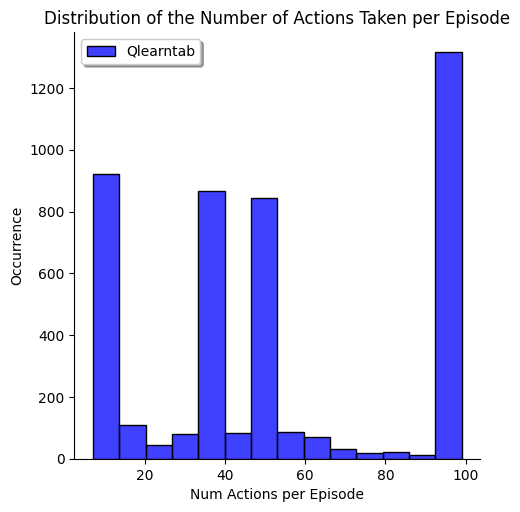 Distribution of the Number of Actions Taken per Episode
Qlearntab
1200
1000
800
600
400
200
0
Occurrence
20 40 60 80 100
Num Actions per Episode